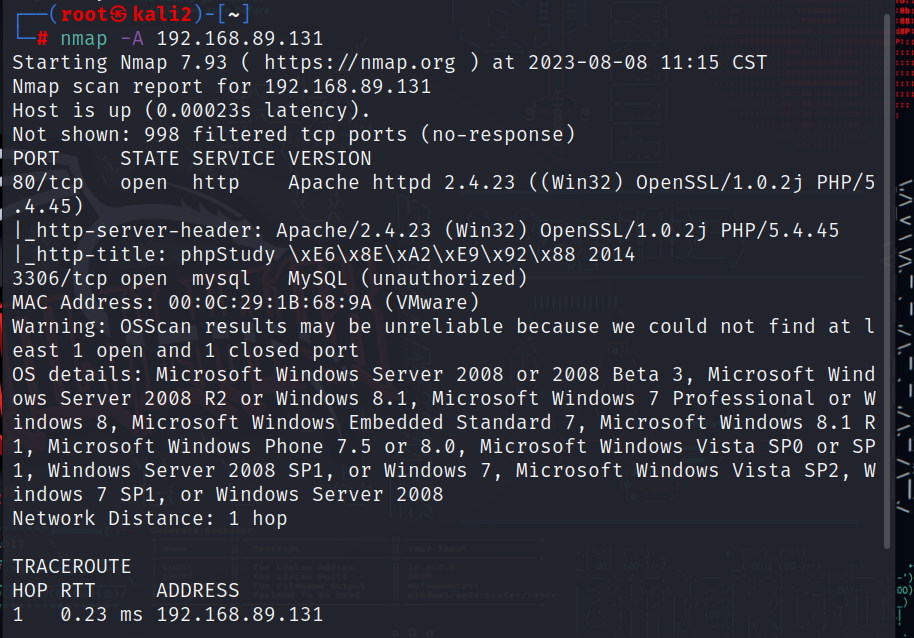 ┌──(root㉿kali2)-[~]
└─# nmap -A 192.168.89.131
Starting Nmap 7.93 ( https://nmap.org ) at 2023-08-08 11:15 CST
Nmap scan report for 192.168.89.131
Host is up (0.00023s latency).
Not shown: 998 filtered tcp ports (no-response)
PORT     STATE SERVICE VERSION
80/tcp   open  http    Apache httpd 2.4.23 ((Win32) OpenSSL/1.0.2j PHP/5
.4.45)
|_http-server-header: Apache/2.4.23 (Win32) OpenSSL/1.0.2j PHP/5.4.45
|_http-title: phpStudy \xE6\x8E\xA2\xE9\x92\x88 2014
3306/tcp open  mysql   MySQL (unauthorized)
MAC Address: 00:0C:29:1B:68:9A (VMware)
Warning: OSScan results may be unreliable because we could not find at l
east 1 open and 1 closed port
OS details: Microsoft Windows Server 2008 or 2008 Beta 3, Microsoft Wind
ows Server 2008 R2 or Windows 8.1, Microsoft Windows 7 Professional or W
indows 8, Microsoft Windows Embedded Standard 7, Microsoft Windows 8.1 R
1, Microsoft Windows Phone 7.5 or 8.0, Microsoft Windows Vista SP0 or SP
1, Windows Server 2008 SP1, or Windows 7, Microsoft Windows Vista SP2, W
indows 7 SP1, or Windows Server 2008
Network Distance: 1 hop
TRACEROUTE
HOP RTT     ADDRESS
1   0.23 ms 192.168.89.131